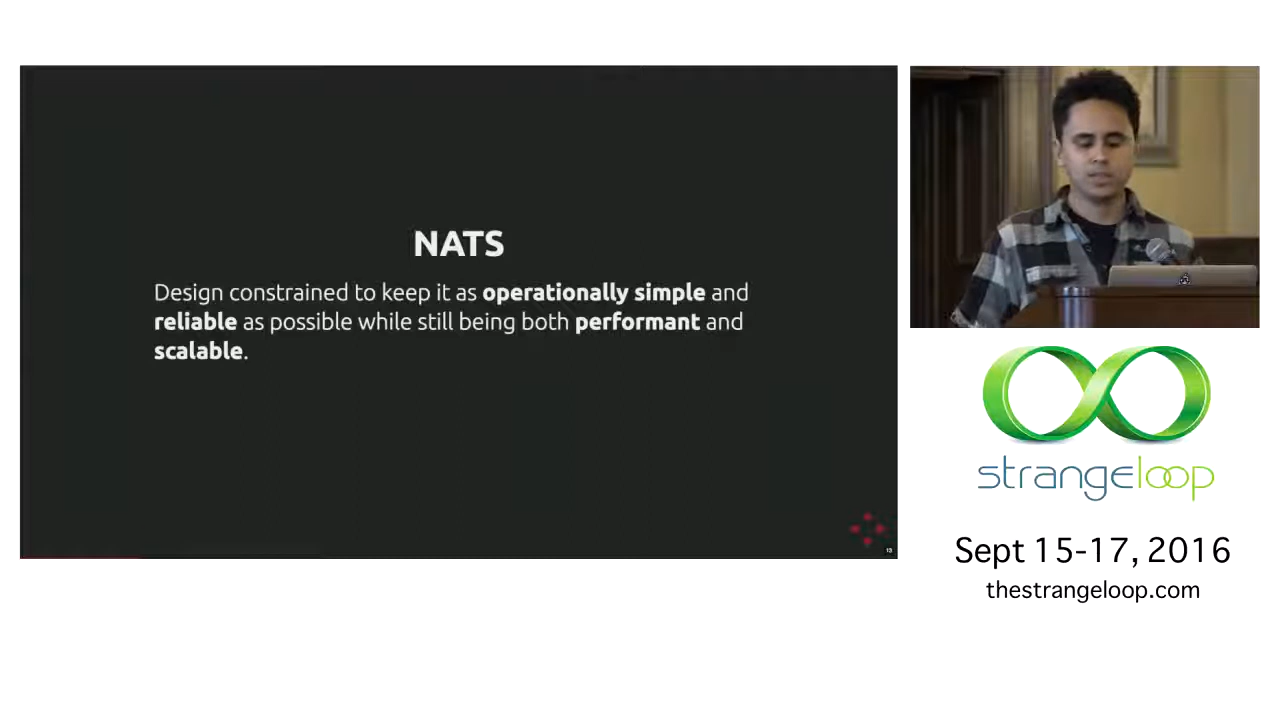 NATS
Design constrained to keep it as operationally simple and
reliable as possible while still being both performant and
scalable.
13
strangeloop
Sept 15-17, 2016
thestrangeloop.com